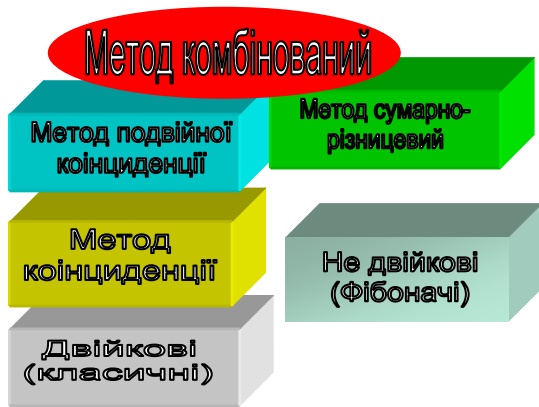 Метод комбінований
Метод подвійної
коінциденції
Метод сумарно-
різницевий
Метод
коінциденції
Не двійкові
(Фібоначі)
Двійкові
(класичні)